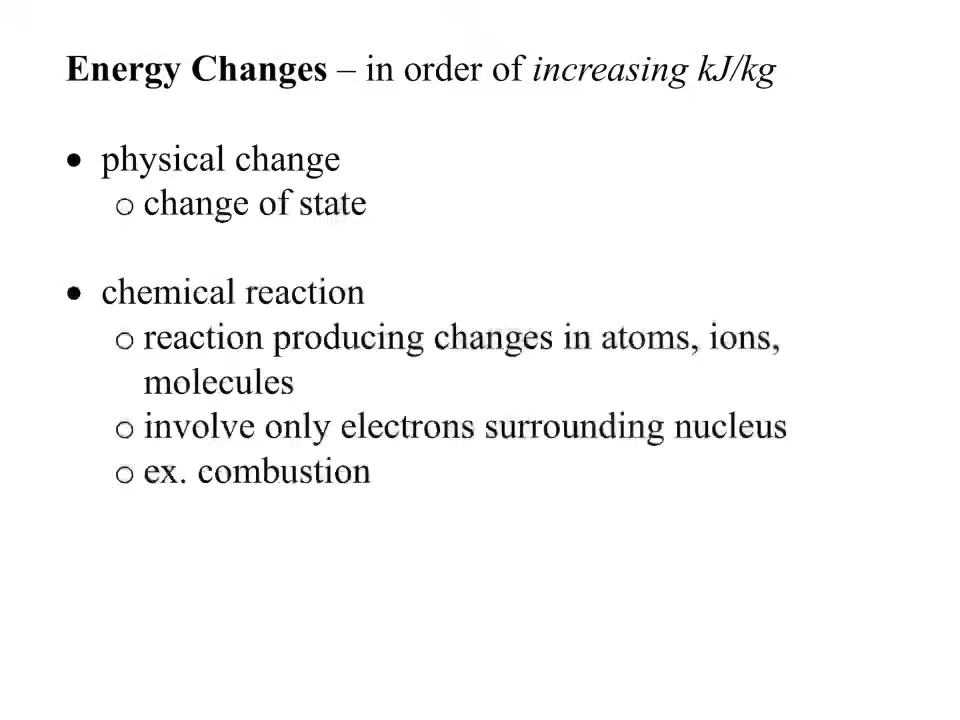 Energy Changes – in order of increasing kJ/kg
• physical change
o change of state
• chemical reaction
o reaction producing changes in atoms, ions,
molecules
o involve only electrons surrounding nucleus
o ex. combustion